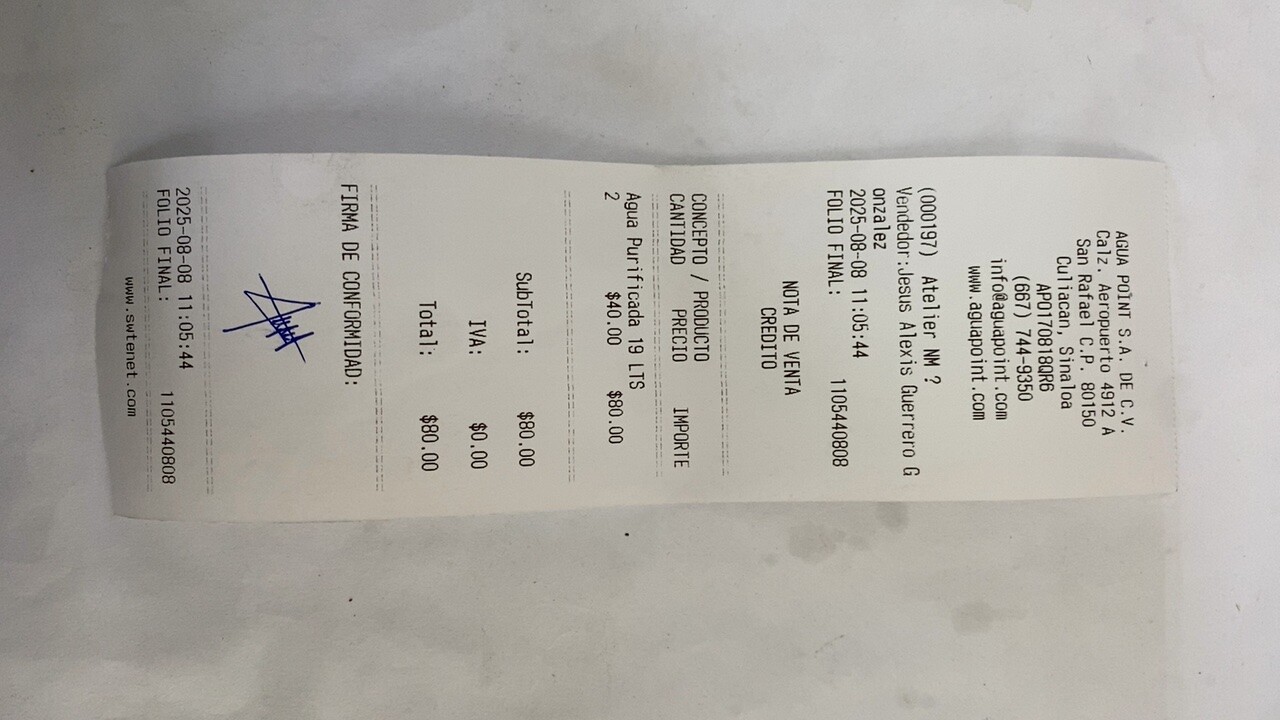 AGUA POINT S.A. DE C.V.
Calz. Aeropuerto 4912 A
San Rafael C.P. 80150
Culiacan, Sinaloa
APO170818QR6
(667) 744-9350
info@aguapoint.com
www.aguapoint.com
(000197) Atelier NM ?
Vendedor:Jesus Alexis Guerrero G
onzalez
2025-08-08 11:05:44
FOLIO FINAL: 1105440808
NOTA DE VENTA
CREDITO
CONCEPTO / PRODUCTO
CANTIDAD PRECIO IMPORTE
Agua Purificada 19 LTS
2 $40.00 $80.00
SubTotal: $80.00
IVA: $0.00
Total: $80.00
FIRMA DE CONFORMIDAD:
2025-08-08 11:05:44
FOLIO FINAL: 1105440808
www.swtenet.com